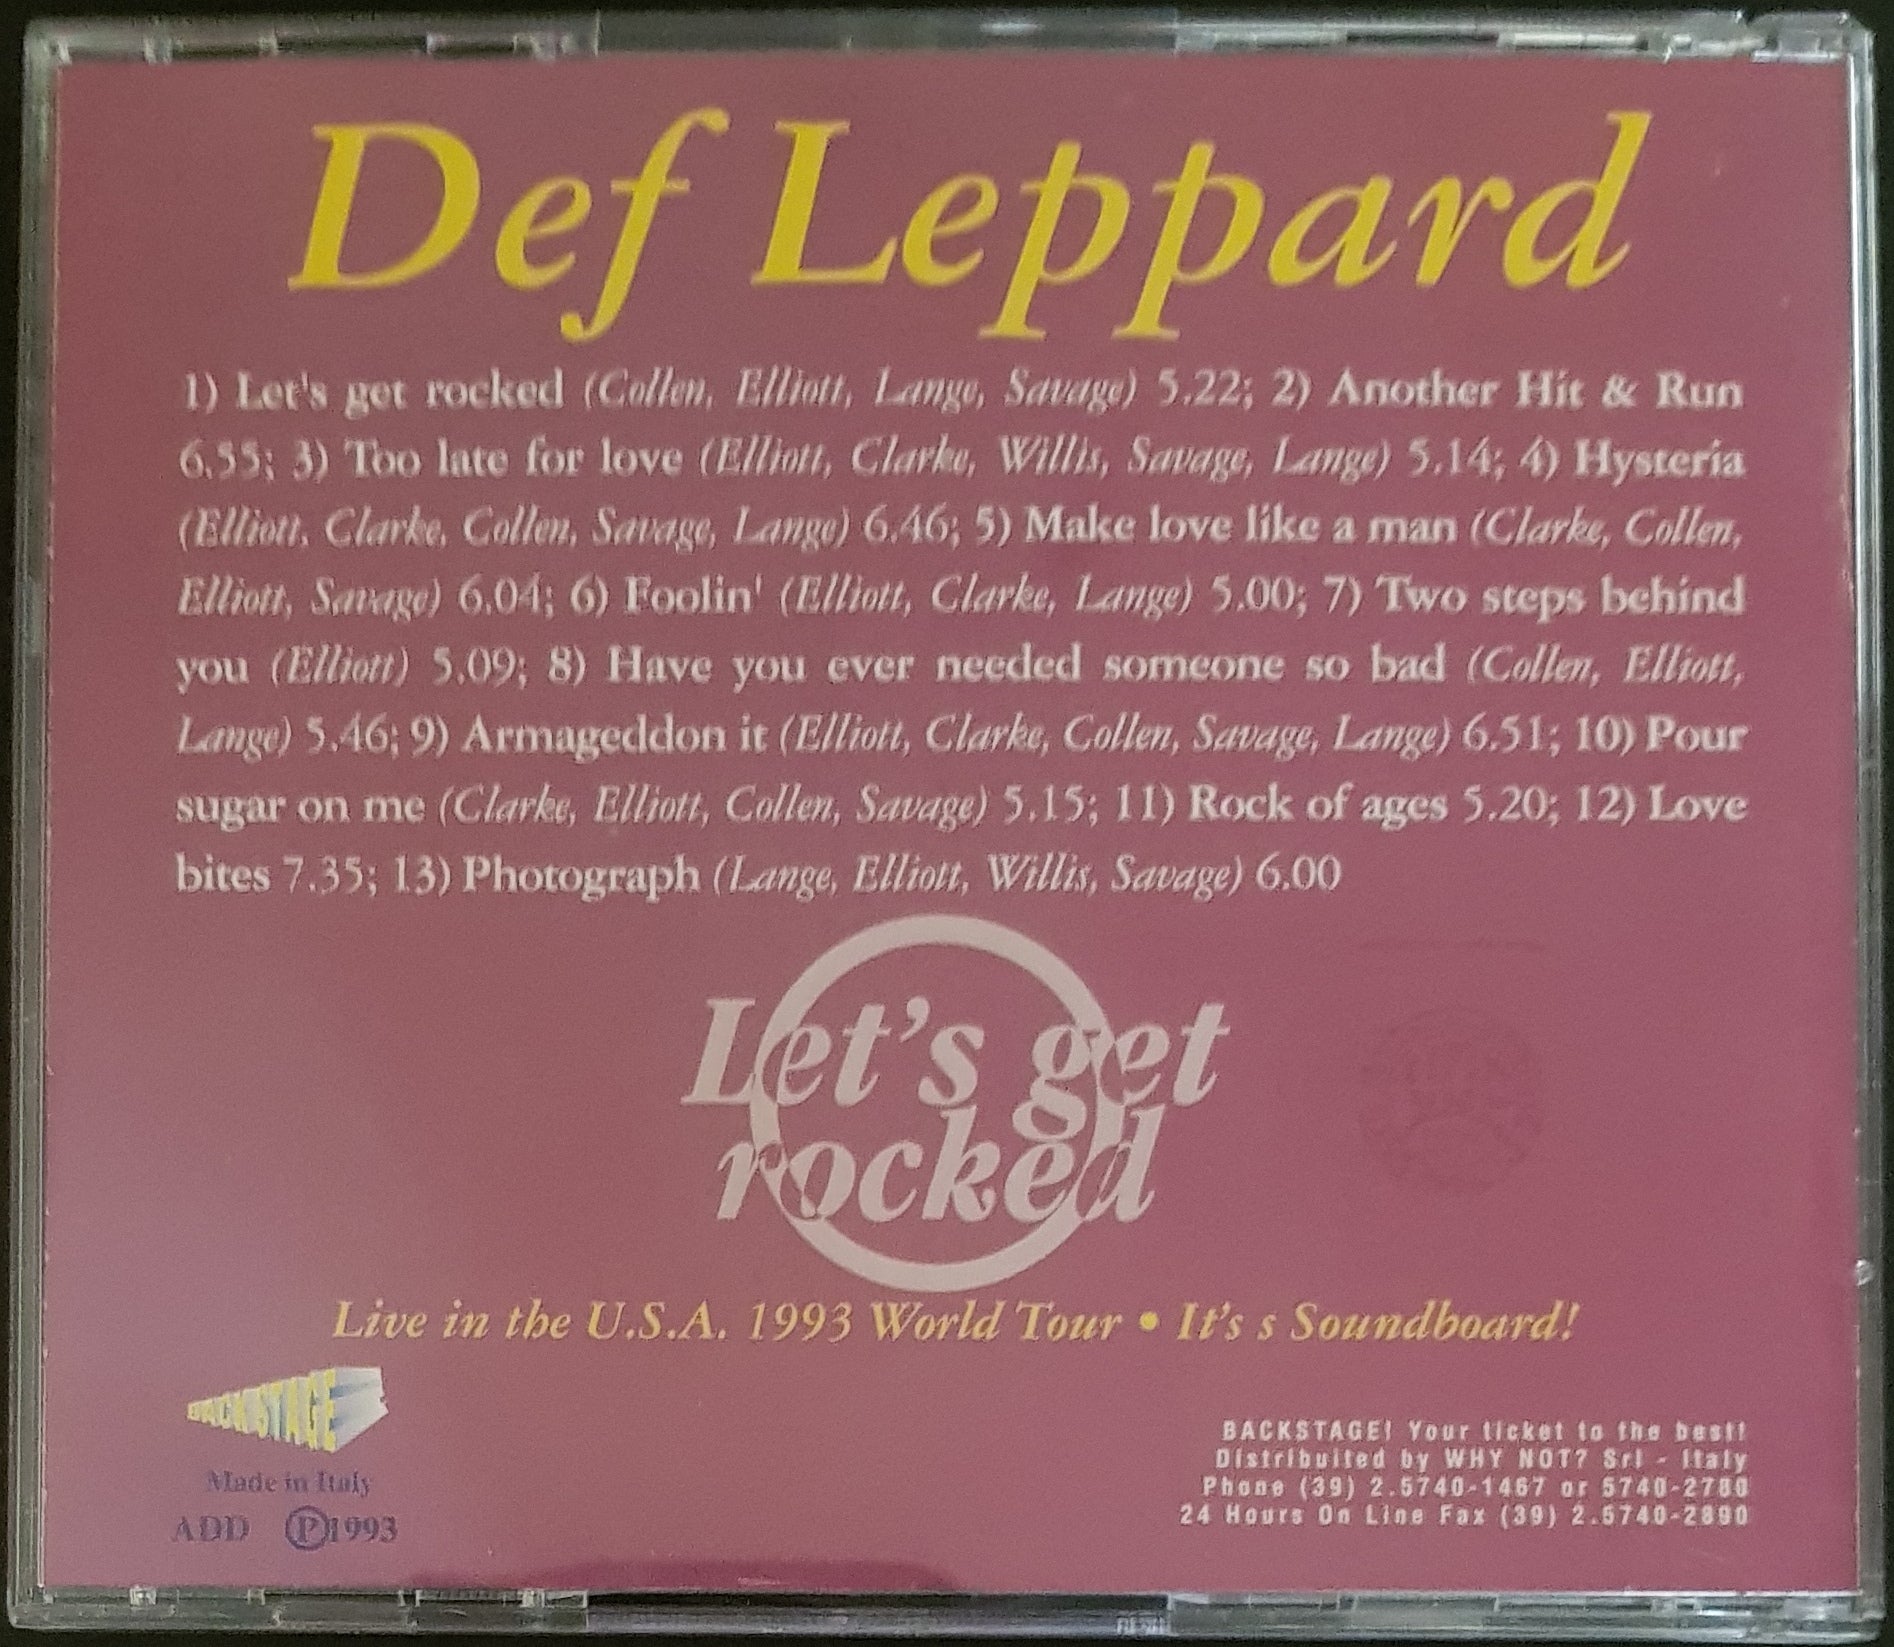 Def Leppard
1) Let's get rocked (Collen, Elliott, Lange, Savage) 5.22; 2) Another Hit & Run
6.55; 3) Too late for love (Elliott, Clarke, Willis, Savage, Lange) 5.14; 4) Hysteria
(Elliott, Clarke, Collen, Savage, Lange) 6.46; 5) Make love like a man (Clarke, Collen,
Elliott, Savage) 6.04; 6) Foolin' (Elliott, Clarke, Lange) 5.00; 7) Two steps behind
you (Elliott) 5.09; 8) Have you ever needed someone so bad (Collen, Elliott,
Lange) 5.46; 9) Armageddon it (Elliott, Clarke, Collen, Savage, Lange) 6.51; 10) Pour
sugar on me (Clarke, Elliott, Collen, Savage) 5.15; 11) Rock of ages 5.20; 12) Love
bites 7.35; 13) Photograph (Lange, Elliott, Willis, Savage) 6.00
Let's get
rocked
Live in the U.S.A. 1993 World Tour • It's s Soundboard!
BACKSTAGE
Made in Italy
ADD ℗1993
BACKSTAGE! Your ticket to the best!
Distribuited by WHY NOT? Srl - Italy
Phone (39) 2.5740-1467 or 5740-2780
24 Hours On Line Fax (39) 2.5740-2890